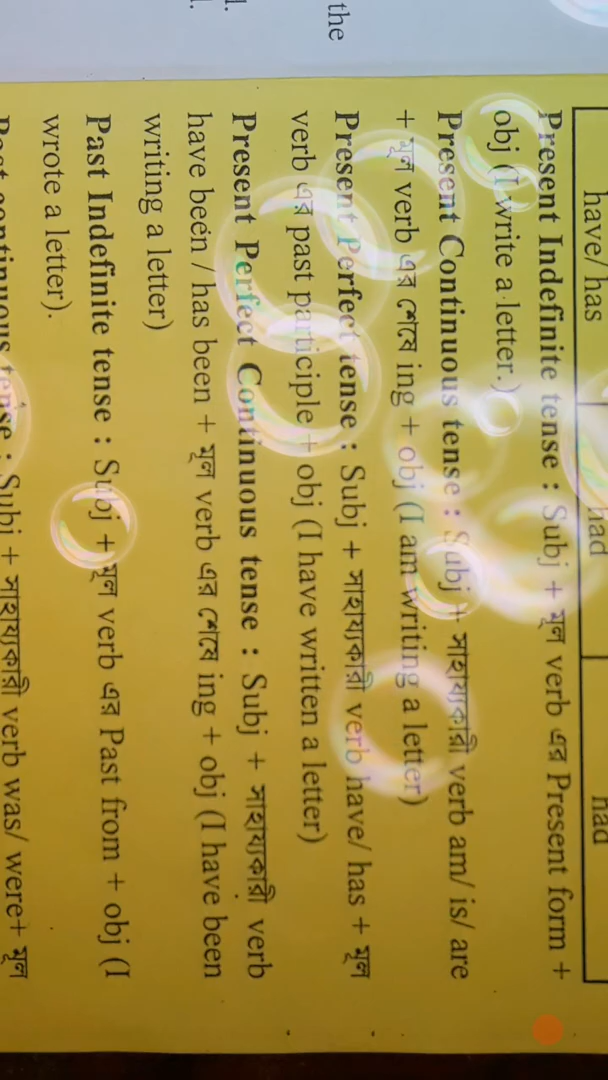 the
have/ has
had
had
Present Indefinite tense : Subj + মূল verb এর Present form +
obj (I write a letter.)
Present Continuous tense : Subj + সাহায্যকারী verb am/ is/ are
+ মূল verb এর শেষে ing + obj (I am writing a letter)
Present Perfect tense : Subj + সাহায্যকারী verb have/ has + মূল
verb এর past participle + obj (I have written a letter)
Present Perfect Continuous tense : Subj + সাহায্যকারী verb
have been / has been + মূল verb এর শেষে ing + obj (I have been
writing a letter)
Past Indefinite tense : Subj + মূল verb এর Past from + obj (I
wrote a letter).
Past continuous tense : Subj + সাহায্যকারী verb was/ were+ মূল